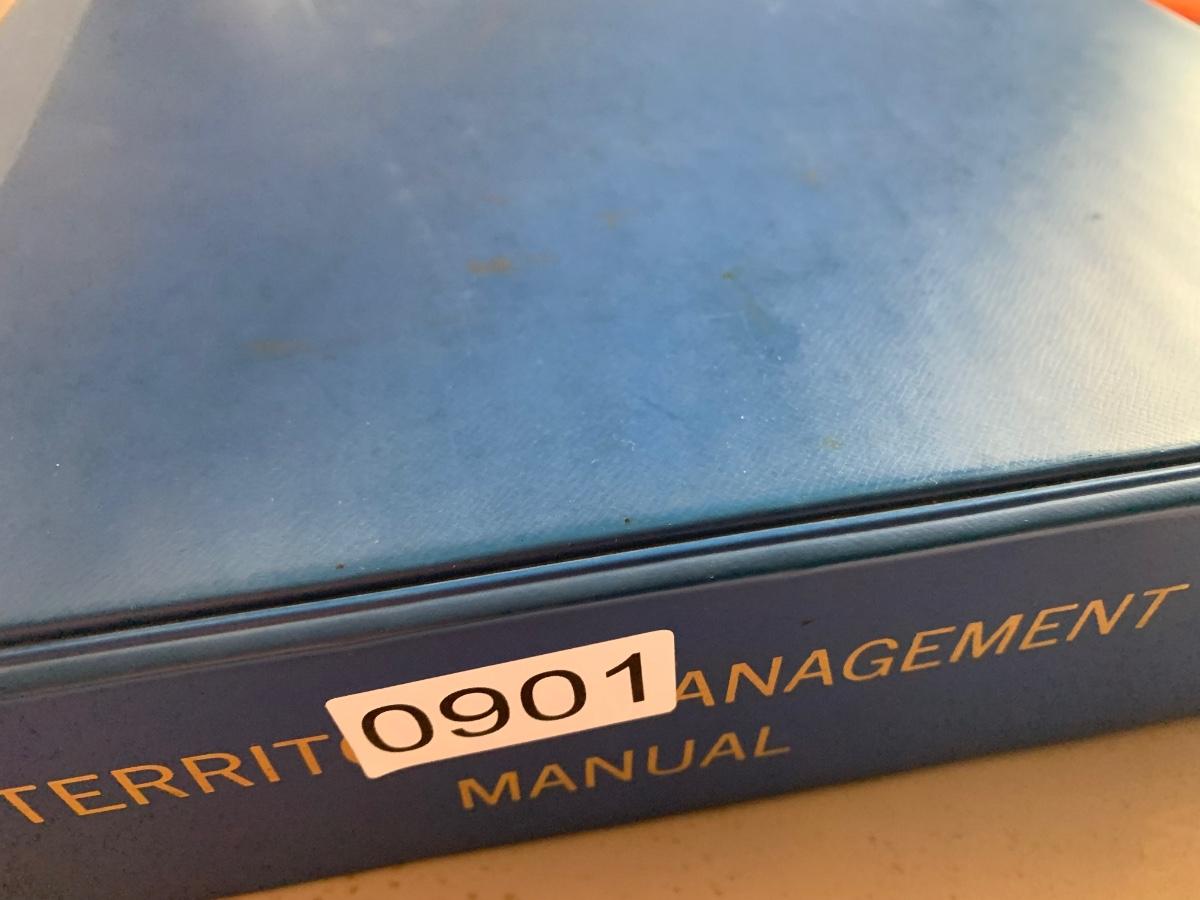 TERRITO 0901 ANAGEMENT
MANUAL